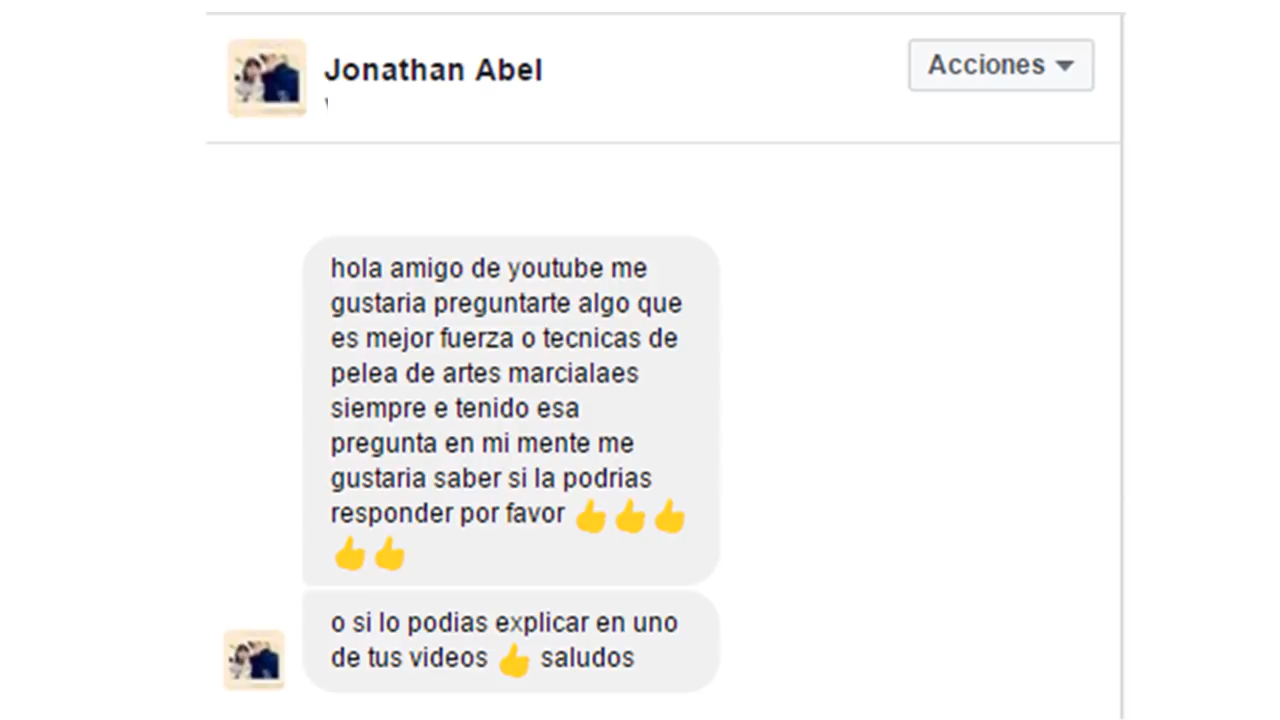 Jonathan Abel
Acciones
hola amigo de youtube me
gustaria preguntarte algo que
es mejor fuerza o tecnicas de
pelea de artes marcialaes
siempre e tenido esa
pregunta en mi mente me
gustaria saber si la podrias
responder por favor 👍👍👍
👍👍
o si lo podias explicar en uno
de tus videos 👍 saludos